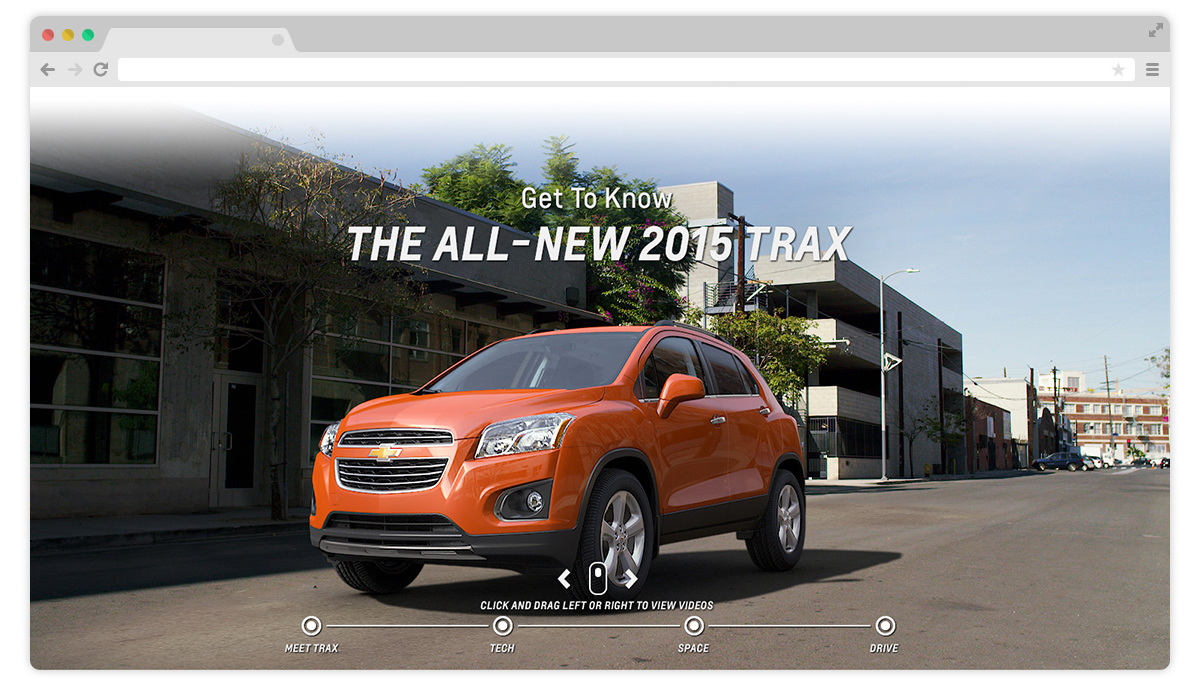 Get To Know
THE ALL-NEW 2015 TRAX
CLICK AND DRAG LEFT OR RIGHT TO VIEW VIDEOS
MEET TRAX
TECH
SPACE
DRIVE